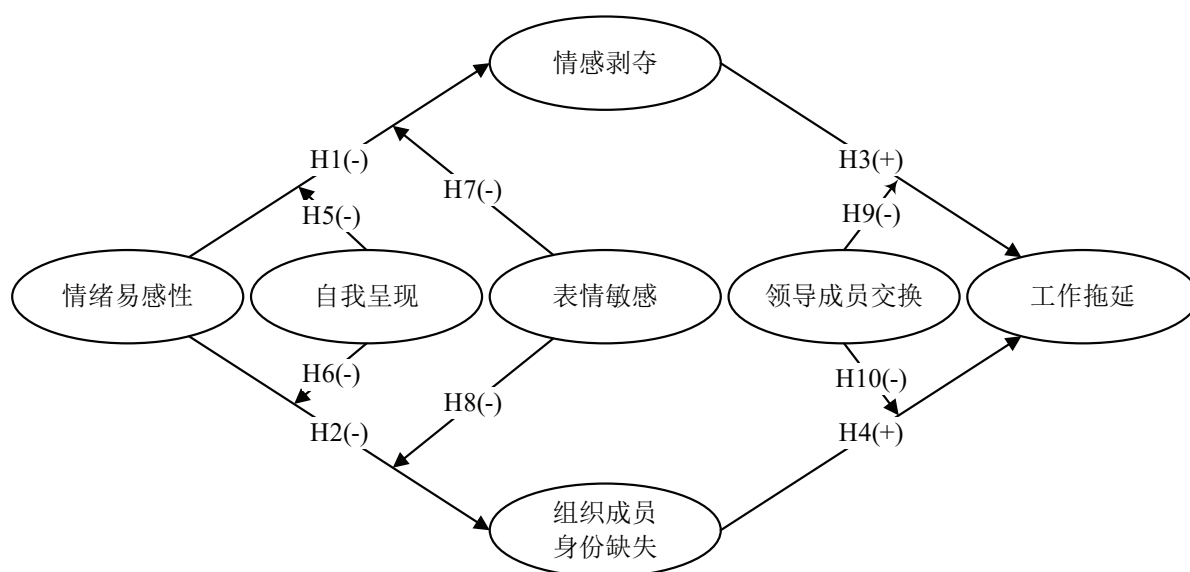 情感剥夺
H1(-)
H3(+)
H7(-)
H9(-)
H5(-)
情绪易感性
自我呈现
表情敏感
领导成员交换
工作拖延
H6(-)
H10(-)
H8(-)
H2(-)
H4(+)
组织成员
身份缺失